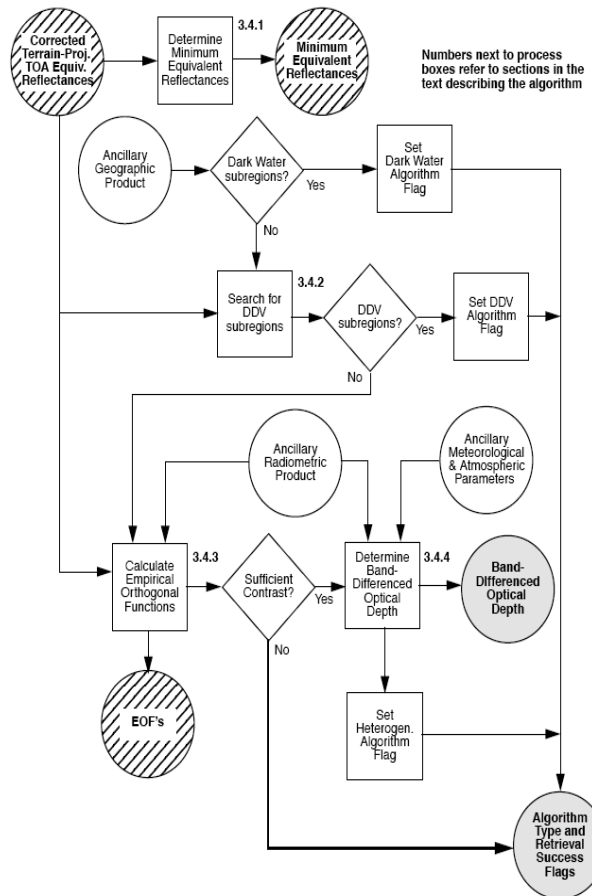 Corrected
Terrain-Proj.
TOA Equiv.
Reflectances
Determine
Minimum
Equivalent
Reflectances
3.4.1
Minimum
Equivalent
Reflectances
Numbers next to process
boxes refer to sections in the
text describing the algorithm
Ancillary
Geographic
Product
Dark Water
subregions?
Yes
No
Set
Dark Water
Algorithm
Flag
Search for
DDV
subregions
3.4.2
DDV
subregions?
Yes
No
Set DDV
Algorithm
Flag
Ancillary
Radiometric
Product
Ancillary
Meteorological
& Atmospheric
Parameters
Calculate
Empirical
Orthogonal
Functions
3.4.3
Sufficient
Contrast?
Yes
No
Determine
Band-
Differenced
Optical
Depth
3.4.4
Band-
Differenced
Optical
Depth
EOF's
Set
Heterogen.
Algorithm
Flag
Algorithm
Type and
Retrieval
Success
Flags